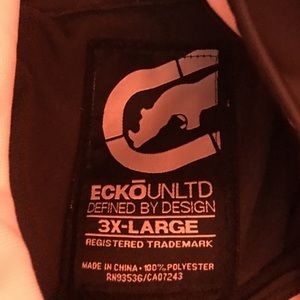 ECKŌUNLTD
DEFINED BY DESIGN
3X-LARGE
REGISTERED TRADEMARK
MADE IN CHINA • 100% POLYESTER
RN93536/CA07243